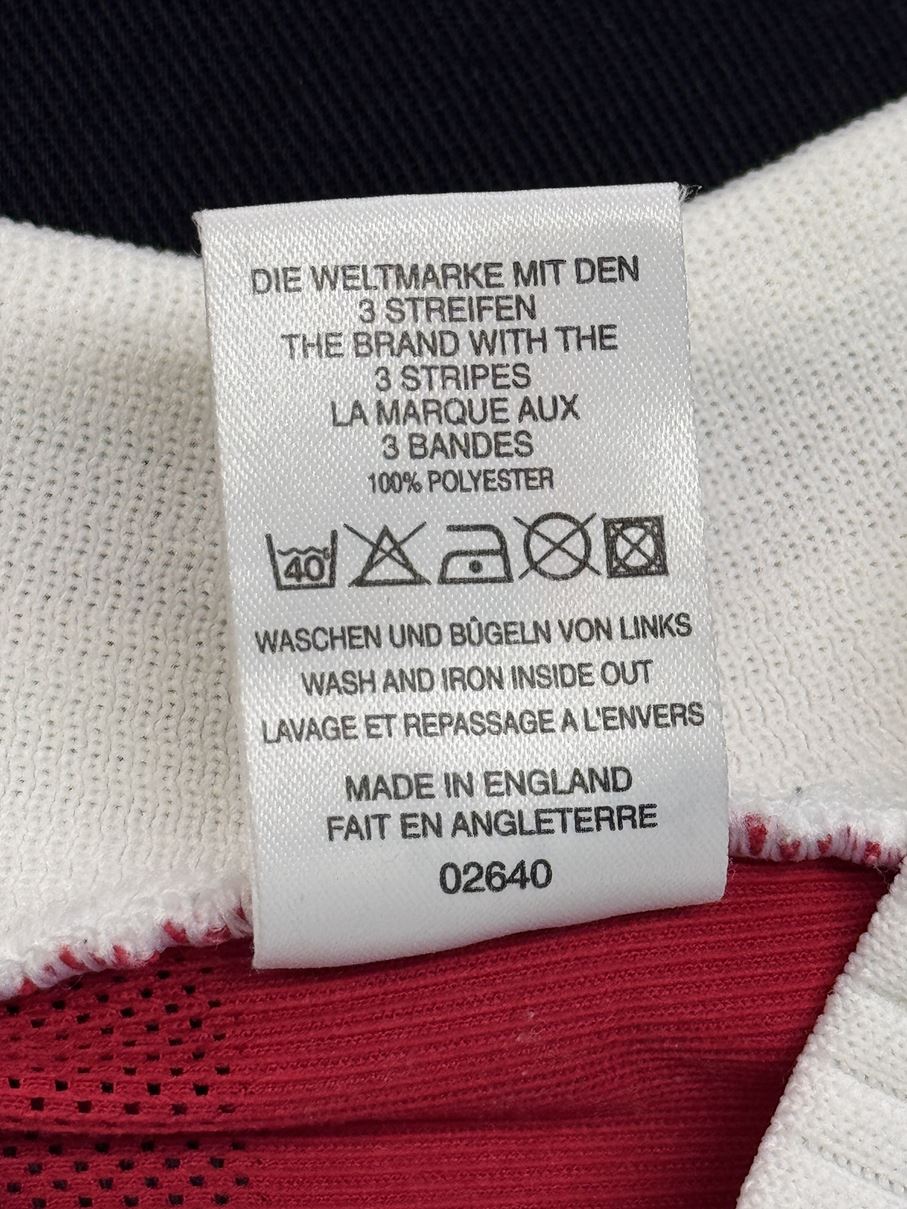 DIE WELTMARKE MIT DEN
3 STREIFEN
THE BRAND WITH THE
3 STRIPES
LA MARQUE AUX
3 BANDES
100% POLYESTER
40°
WASCHEN UND BÛGELN VON LINKS
WASH AND IRON INSIDE OUT
LAVAGE ET REPASSAGE A L'ENVERS
MADE IN ENGLAND
FAIT EN ANGLETERRE
02640